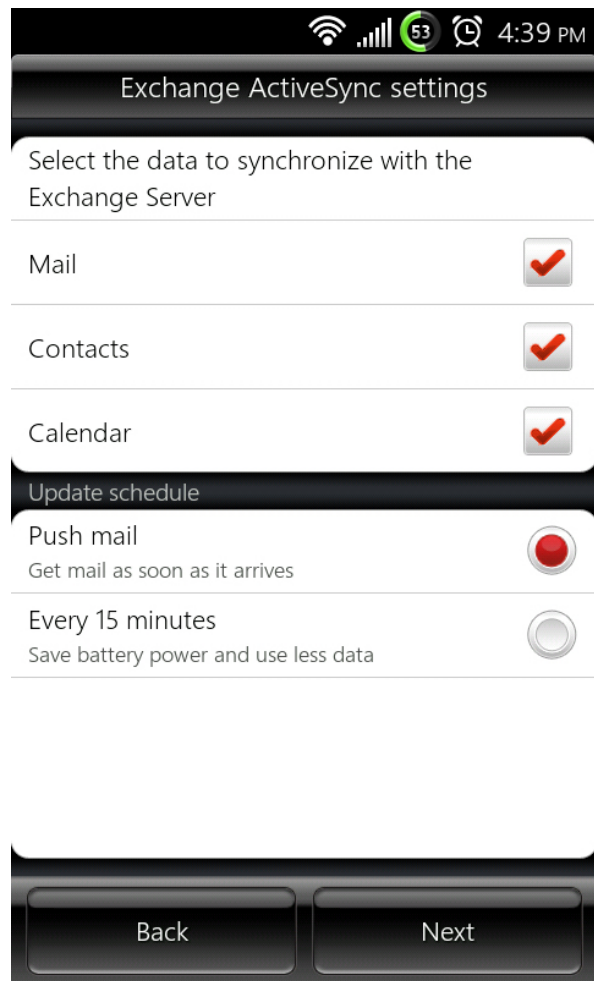 53 4:39 PM
Exchange ActiveSync settings
Select the data to synchronize with the
Exchange Server
Mail
Contacts
Calendar
Update schedule
Push mail
Get mail as soon as it arrives
Every 15 minutes
Save battery power and use less data
Back Next